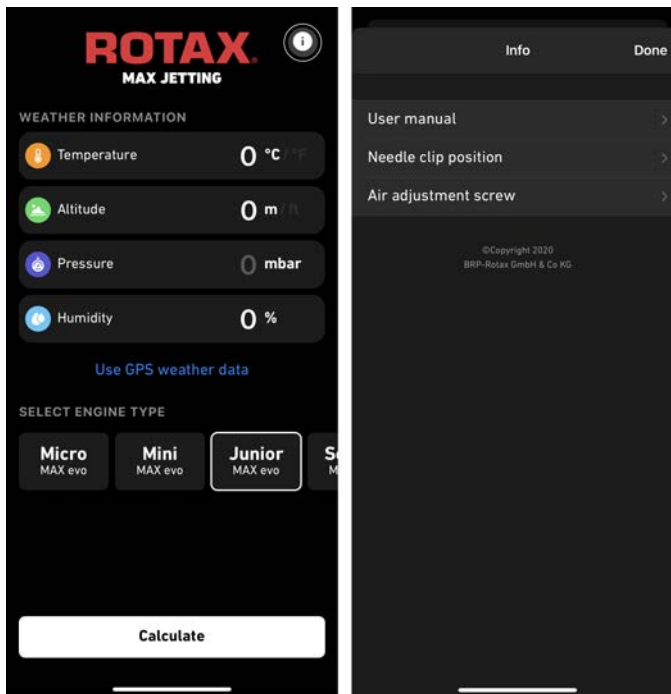 ROTAX.
MAX JETTING
WEATHER INFORMATION
Temperature 0 °C / °F
Altitude 0 m / ft
Pressure 0 mbar
Humidity 0 %
Use GPS weather data
SELECT ENGINE TYPE
Micro
MAX evo
Mini
MAX evo
Junior
MAX evo
S
M
Calculate
Info
Done
User manual
Needle clip position
Air adjustment screw
©Copyright 2020
BRP-Rotax GmbH & Co KG